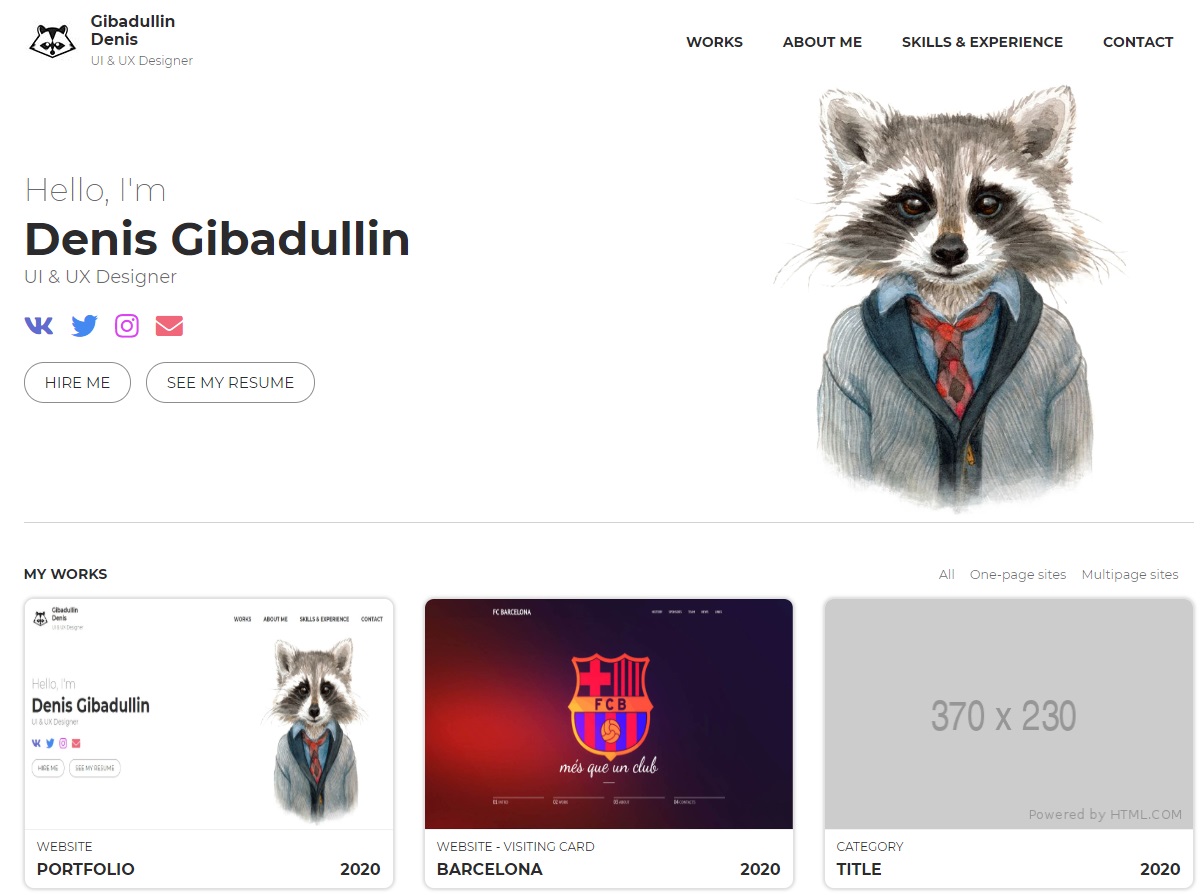 Gibadullin
Denis
UI & UX Designer
WORKS ABOUT ME SKILLS & EXPERIENCE CONTACT
Hello, I'm
Denis Gibadullin
UI & UX Designer
HIRE ME SEE MY RESUME
MY WORKS
All One-page sites Multipage sites
Gibadullin
Denis
UI & UX Designer
WORKS ABOUT ME SKILLS & EXPERIENCE CONTACT
Hello, I'm
Denis Gibadullin
UI & UX Designer
HIRE ME SEE MY RESUME
WEBSITE
PORTFOLIO 2020
FC BARCELONA
FCB
més que un club
WEBSITE - VISITING CARD
BARCELONA 2020
370 x 230
Powered by HTML.COM
CATEGORY
TITLE 2020